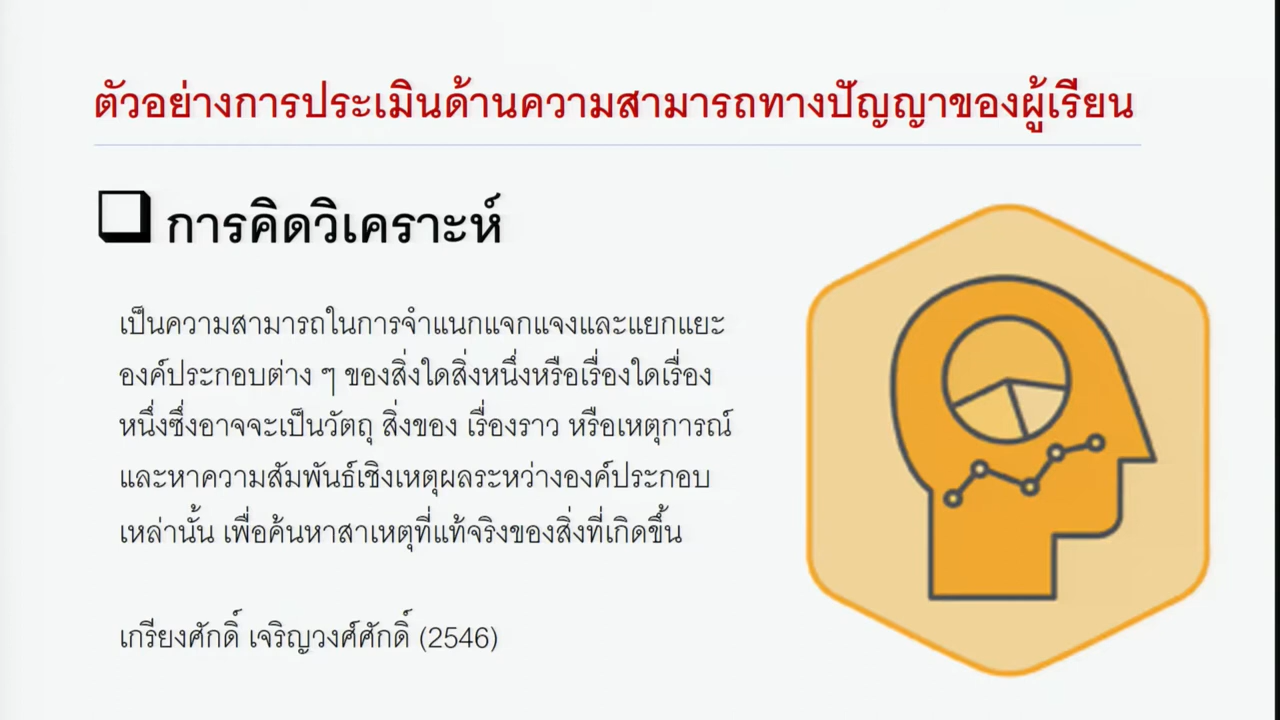 ตัวอย่างการประเมินด้านความสามารถทางปัญญาของผู้เรียน
การคิดวิเคราะห์
เป็นความสามารถในการจำแนกแจกแจงและแยกแยะ
องค์ประกอบต่าง ๆ ของสิ่งใดสิ่งหนึ่งหรือเรื่องใดเรื่อง
หนึ่งซึ่งอาจจะเป็นวัตถุ สิ่งของ เรื่องราว หรือเหตุการณ์
และหาความสัมพันธ์เชิงเหตุผลระหว่างองค์ประกอบ
เหล่านั้น เพื่อค้นหาสาเหตุที่แท้จริงของสิ่งที่เกิดขึ้น
เกรียงศักดิ์ เจริญวงศ์ศักดิ์ (2546)